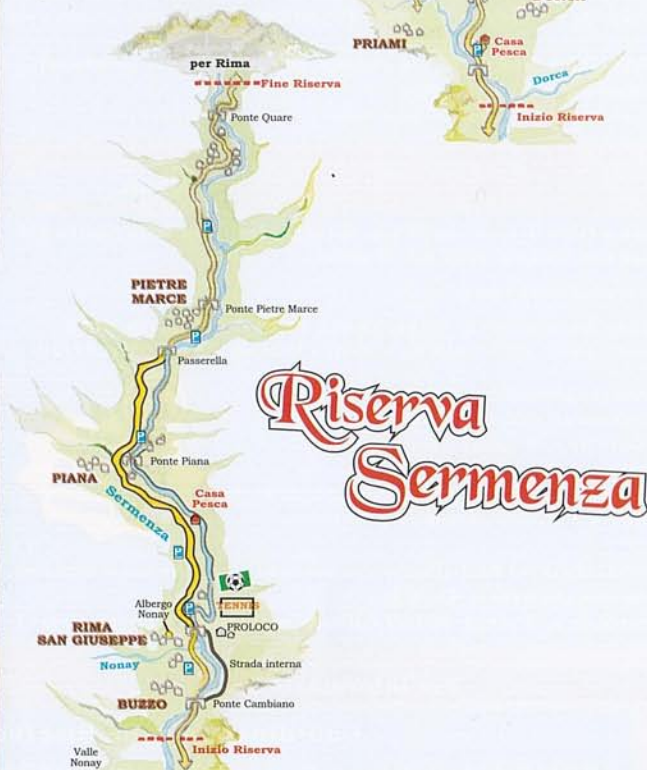 PRIAMI
Casa
Pesca
Dorca
Inizio Riserva
per Rima
Fine Riserva
Ponte Quare
P
PIETRE
MARCE
Ponte Pietre Marce
P
Passerella
Riserva
Sermenza
P
Ponte Piana
PIANA
Sermenza
Casa
Pesca
P
Albergo
Nonay
P
TENNIS
RIMA
SAN GIUSEPPE
PROLOCO
Nonay
P
Strada interna
BUZZO
Ponte Cambiano
Inizio Riserva
Valle
Nonay
P